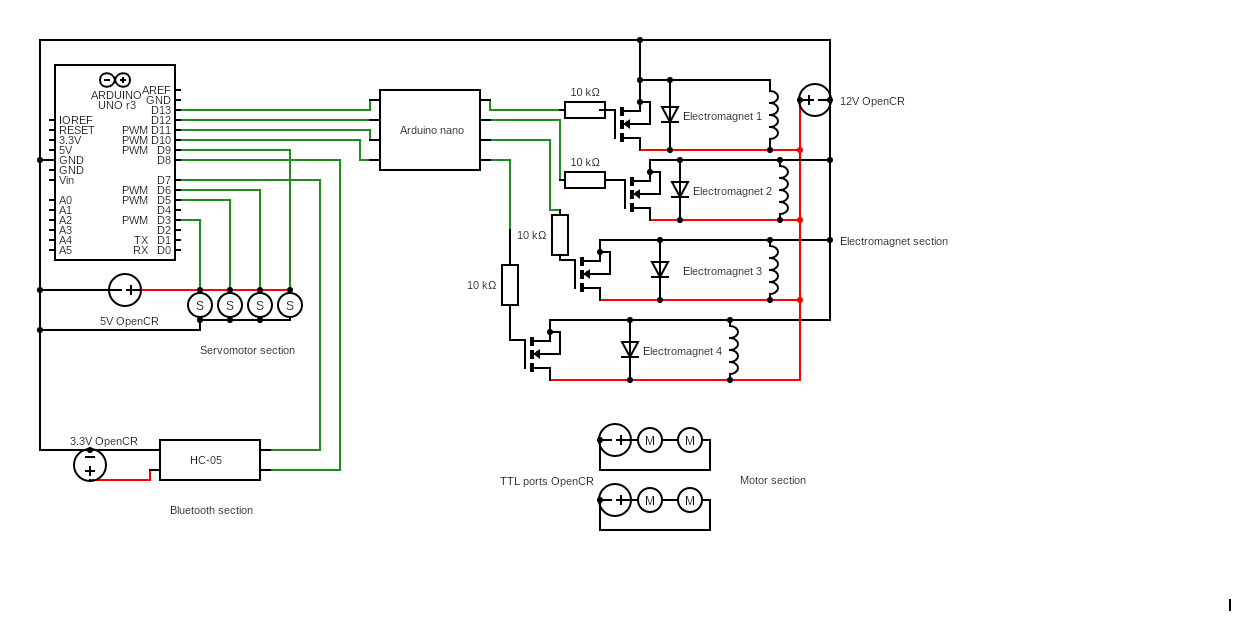 ARDUINO
UNO r3
AREF
GND
D13
D12
PWM D11
PWM D10
PWM D9
D8
D7
PWM D6
PWM D5
D4
PWM D3
D2
TX D1
RX D0
IOREF
RESET
3.3V
5V
GND
GND
Vin
A0
A1
A2
A3
A4
A5
Arduino nano
10 kΩ
Electromagnet 1
12V OpenCR
10 kΩ
Electromagnet 2
10 kΩ
Electromagnet 3
Electromagnet section
10 kΩ
Electromagnet 4
5V OpenCR
S
S
S
S
Servomotor section
3.3V OpenCR
HC-05
Bluetooth section
M
M
TTL ports OpenCR
Motor section
M
M